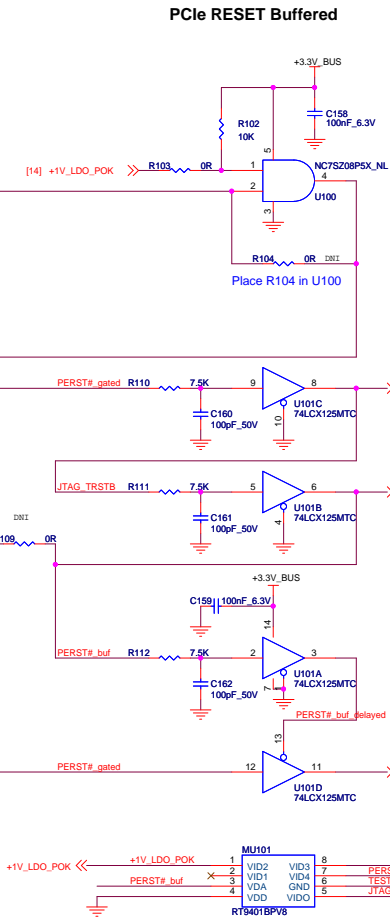 PCIe RESET Buffered
+3.3V_BUS
C158
100nF_6.3V
R102
10K
5
[14] +1V_LDO_POK
R103 0R
1
2
4
NC7SZ08P5X_NL
U100
3
R104 0R DNI
Place R104 in U100
PERST#_gated R110 7.5K 9 8
C160
100pF_50V
10
U101C
74LCX125MTC
JTAG_TRSTB R111 7.5K 5 6
C161
100pF_50V
4
U101B
74LCX125MTC
DNI
109 0R
+3.3V_BUS
C159 100nF_6.3V
14
PERST#_buf R112 7.5K 2 3
C162
100pF_50V
7 1
U101A
74LCX125MTC
PERST#_buf_delayed
13
PERST#_gated 12 11
U101D
74LCX125MTC
MU101
+1V_LDO_POK +1V_LDO_POK 1 VID2 VID3 8
2 VID1 VID4 7 PERS
PERST#_buf 3 VDA GND 6 TEST
4 VDD VIDO 5 JTAG
RT9401BPV8